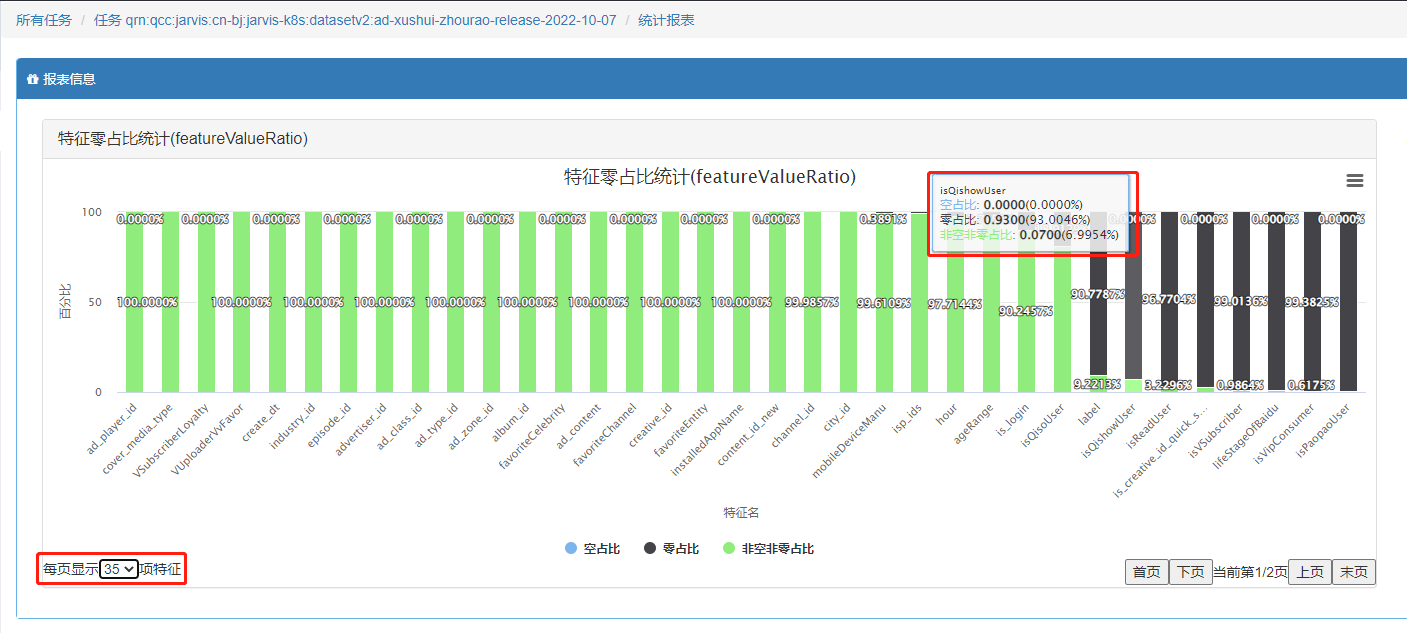 所有任务 / 任务 qrn:qcc:jarvis:cn-bj:jarvis-k8s:datasetv2:ad-xushui-zhourao-release-2022-10-07 / 统计报表
报表信息
特征零占比统计(featureValueRatio)
特征零占比统计(featureValueRatio)
isQishowUser
空占比: 0.0000(0.0000%)
零占比: 0.9300(93.0046%)
非空非零占比: 0.0700(6.9954%)
百分比
100
50
0
0.0000% 0.0000% 0.0000% 0.0000% 0.0000% 0.0000% 0.0000% 0.0000% 0.0000% 0.0000% 0.3891% 0.0000% 0.0000% 0.0000%
100.0000% 100.0000% 100.0000% 100.0000% 100.0000% 100.0000% 100.0000% 100.0000% 100.0000% 99.9857% 99.6109% 97.7144% 90.2457% 90.7787% 96.7704% 99.0136% 99.3825%
9.2213% 3.2296% 0.9864% 0.6175%
ad_player_id
cover_media_type
VSubscriberLoyalty
VUploaderVvFavor
create_dt
industry_id
episode_id
advertiser_id
ad_class_id
ad_type_id
ad_zone_id
album_id
favoriteCelebrity
ad_content
favoriteChannel
creative_id
favoriteEntity
installedAppName
content_id_new
channel_id
city_id
mobileDeviceManu
isp_ids
hour
ageRange
is_login
isQisoUser
label
isQishowUser
isReadUser
is_creative_id_quick_s...
isVSubscriber
lifeStageOfBaidu
isVipConsumer
isPaopaoUser
特征名
空占比 零占比 非空非零占比
每页显示 35 项特征
首页 下页 当前第1/2页 上页 末页